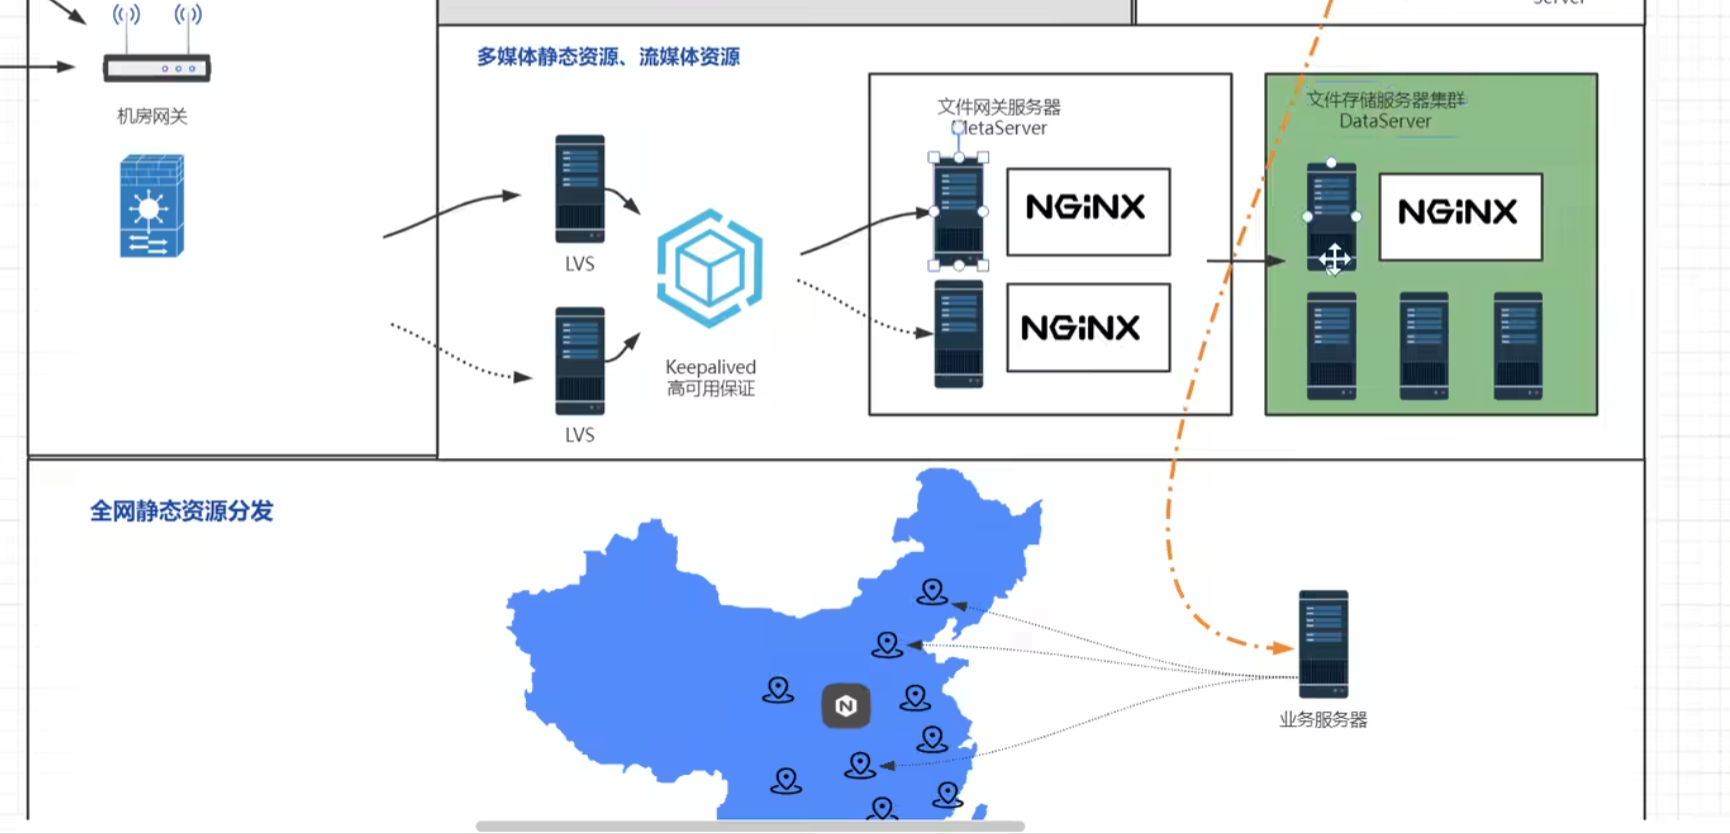 Server
多媒体静态资源、流媒体资源
机房网关
文件网关服务器
MetaServer
文件存储服务器集群
DataServer
NGiNX
NGiNX
NGiNX
LVS
Keepalived
高可用保证
LVS
全网静态资源分发
N
业务服务器